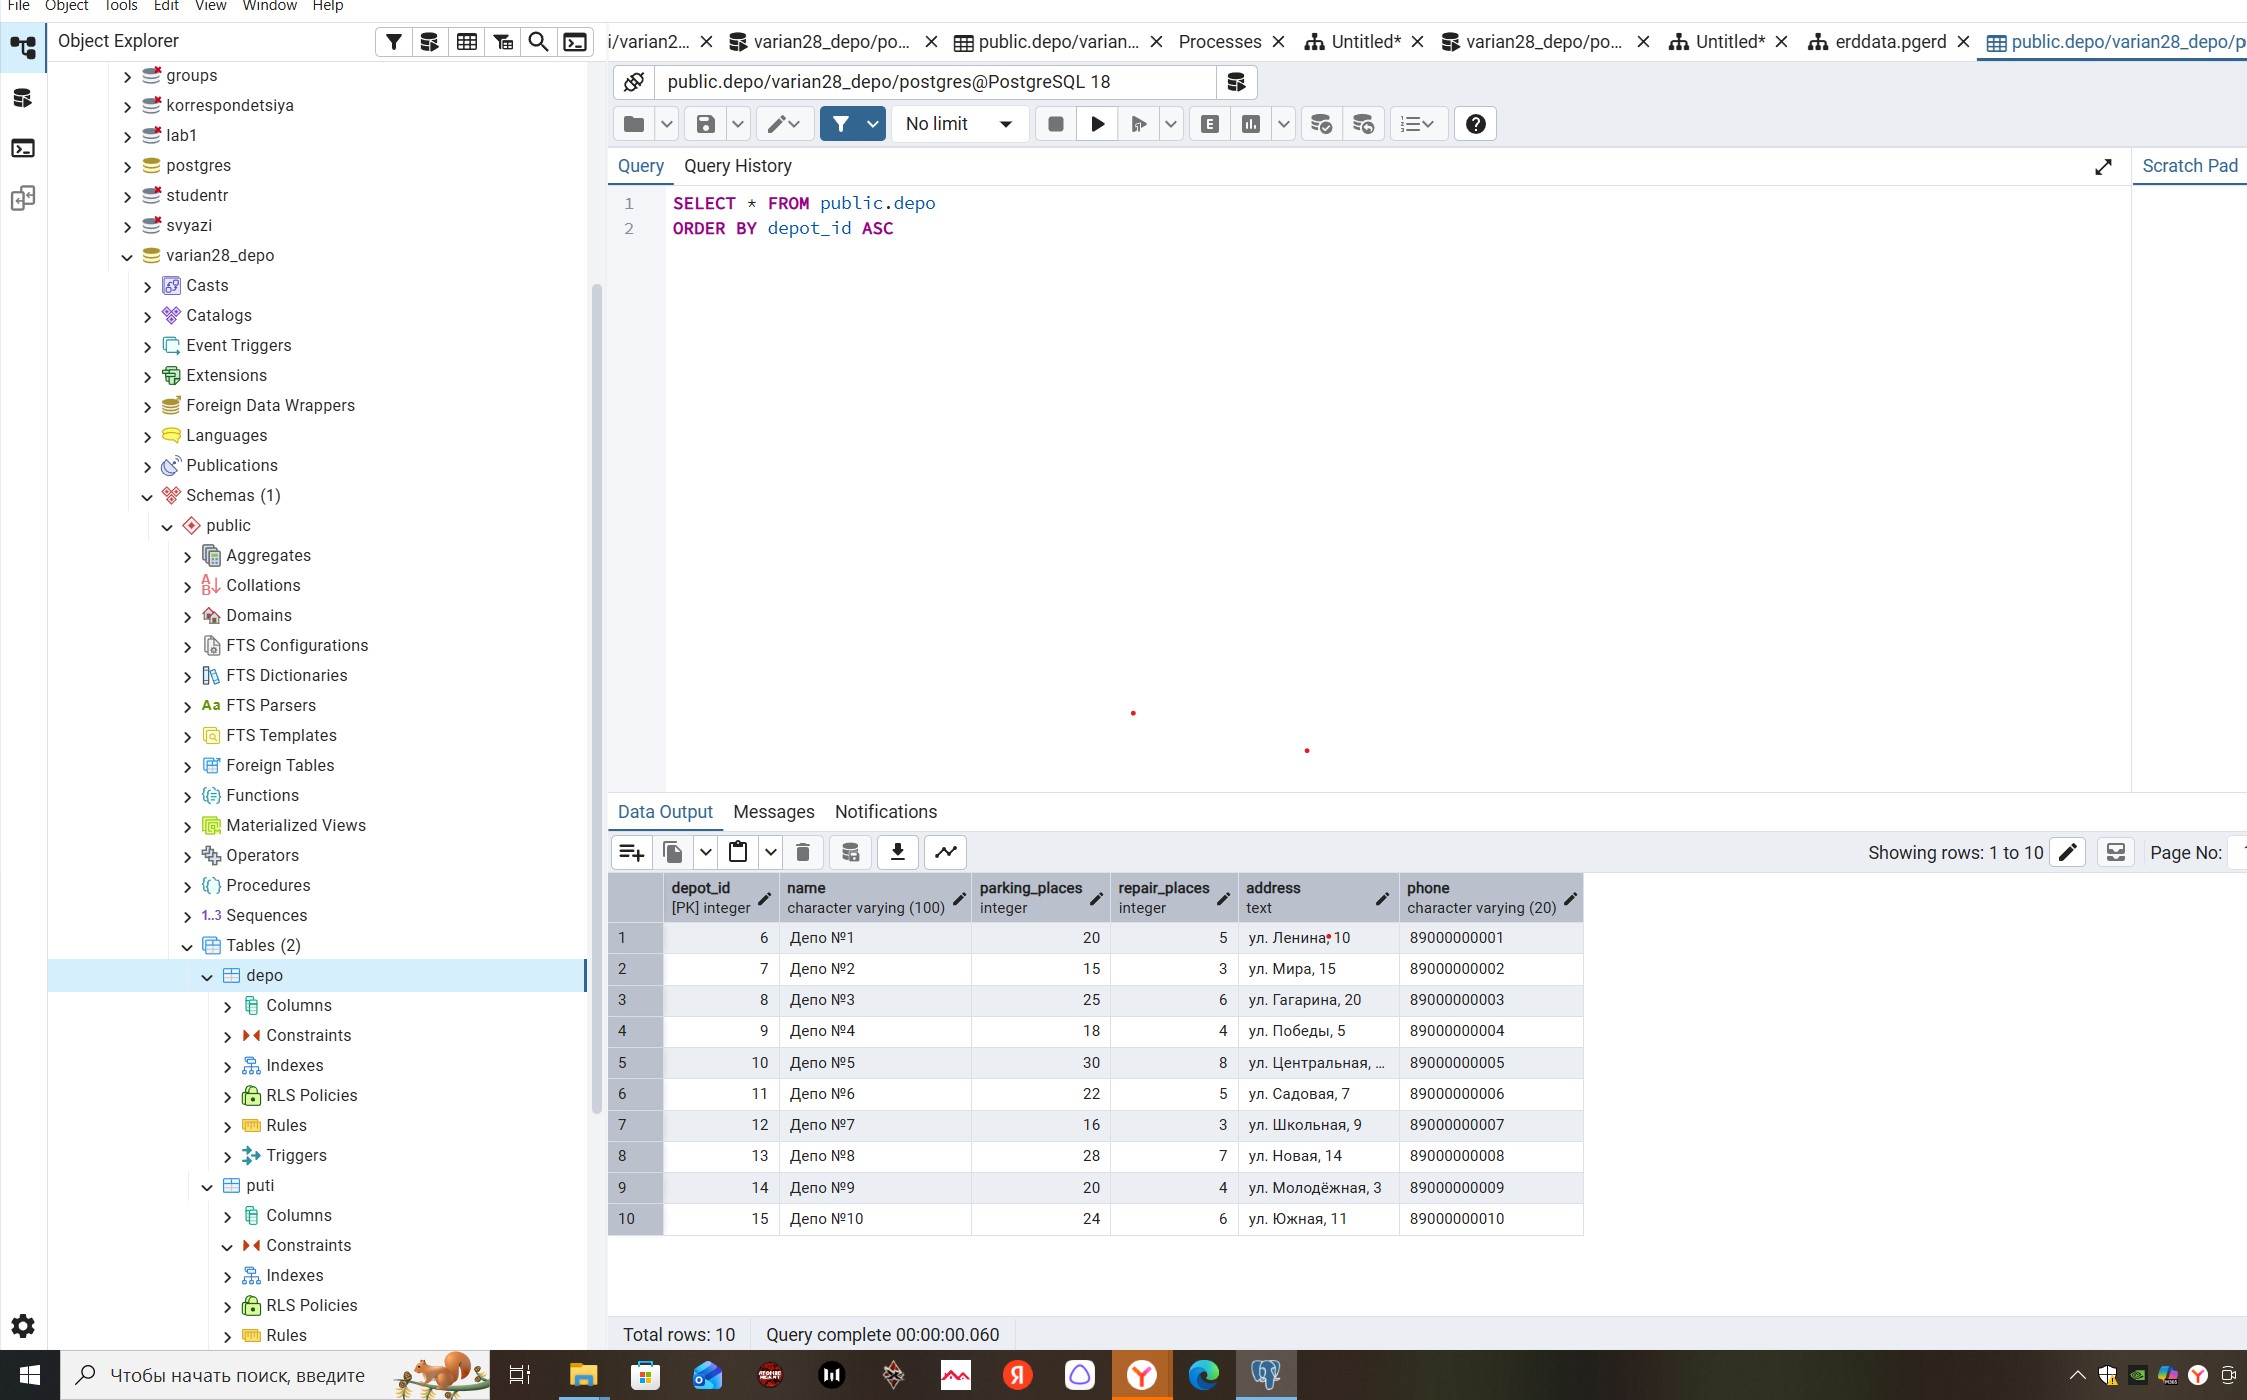 File Object Tools Edit View Window Help
Object Explorer
i/varian2...
varian28_depo/po...
public.depo/varian...
Processes
Untitled*
varian28_depo/po...
Untitled*
erddata.pgerd
public.depo/varian28_depo/p
groups
korrespondetsiya
lab1
postgres
studentr
svyazi
varian28_depo
Casts
Catalogs
Event Triggers
Extensions
Foreign Data Wrappers
Languages
Publications
Schemas (1)
public
Aggregates
Collations
Domains
FTS Configurations
FTS Dictionaries
Aa FTS Parsers
FTS Templates
Foreign Tables
Functions
Materialized Views
Operators
Procedures
1..3 Sequences
Tables (2)
depo
Columns
Constraints
Indexes
RLS Policies
Rules
Triggers
puti
Columns
Constraints
Indexes
RLS Policies
Rules
public.depo/varian28_depo/postgres@PostgreSQL 18
No limit
E
Query Query History
Scratch Pad
1 SELECT * FROM public.depo
2 ORDER BY depot_id ASC
Data Output Messages Notifications
Showing rows: 1 to 10
Page No:
depot_id name parking_places repair_places address phone
[PK] integer character varying (100) integer integer text character varying (20)
1 6 Депо №1 20 5 ул. Ленина, 10 89000000001
2 7 Депо №2 15 3 ул. Мира, 15 89000000002
3 8 Депо №3 25 6 ул. Гагарина, 20 89000000003
4 9 Депо №4 18 4 ул. Победы, 5 89000000004
5 10 Депо №5 30 8 ул. Центральная, ... 89000000005
6 11 Депо №6 22 5 ул. Садовая, 7 89000000006
7 12 Депо №7 16 3 ул. Школьная, 9 89000000007
8 13 Депо №8 28 7 ул. Новая, 14 89000000008
9 14 Депо №9 20 4 ул. Молодёжная, 3 89000000009
10 15 Депо №10 24 6 ул. Южная, 11 89000000010
Total rows: 10
Query complete 00:00:00.060
Чтобы начать поиск, введите